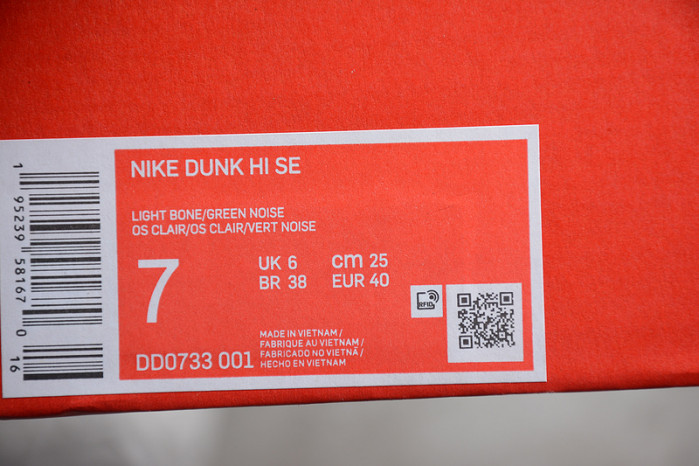 NIKE DUNK HI SE
LIGHT BONE/GREEN NOISE
OS CLAIR/OS CLAIR/VERT NOISE
7
UK 6 cm 25
BR 38 EUR 40
DD0733 001
MADE IN VIETNAM /
FABRIQUE AU VIETNAM /
FABRICADO NO VIETNÃ /
HECHO EN VIETNAM
RFID
1 95239 58167 0 16